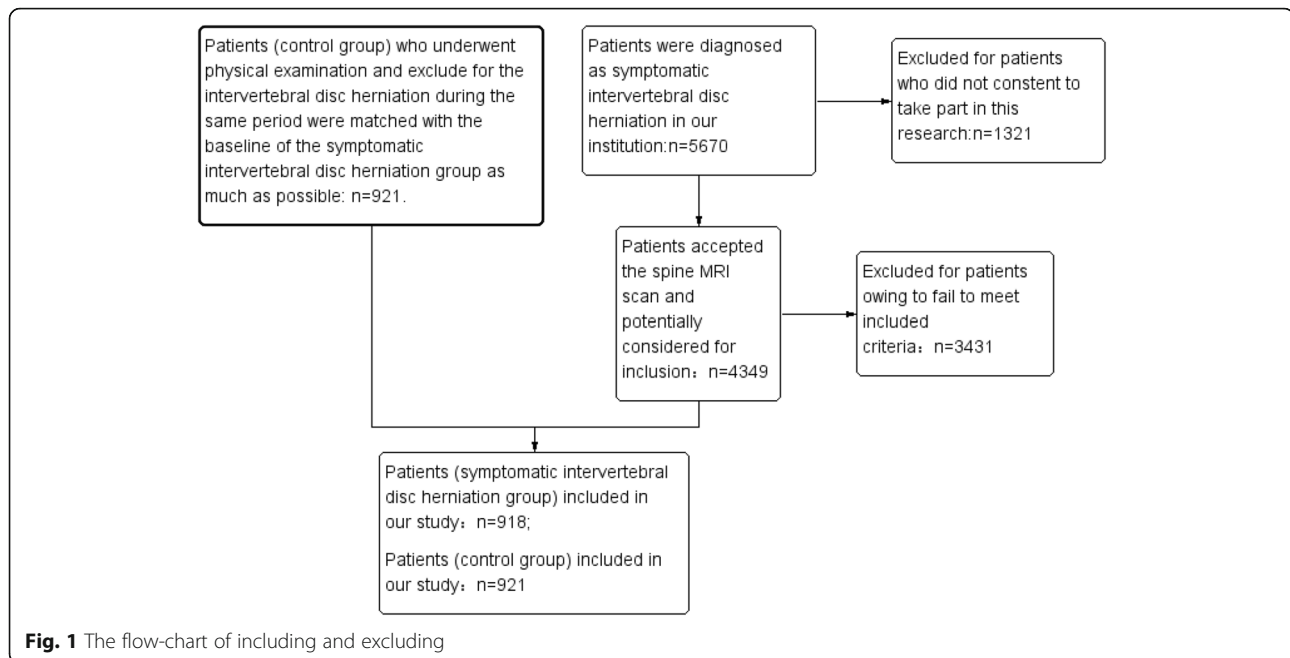 Patients (control group) who underwent
physical examination and exclude for the
intervertebral disc herniation during the
same period were matched with the
baseline of the symptomatic
intervertebral disc herniation group as
much as possible: n=921.
Patients were diagnosed
as symptomatic
intervertebral disc
herniation in our
institution:n=5670
Excluded for patients
who did not constent to
take part in this
research:n=1321
Patients accepted
the spine MRI
scan and
potentially
considered for
inclusion：n=4349
Excluded for patients
owing to fail to meet
included
criteria：n=3431
Patients (symptomatic intervertebral
disc herniation group) included in
our study：n=918;
Patients (control group) included in
our study：n=921
Fig. 1 The flow-chart of including and excluding